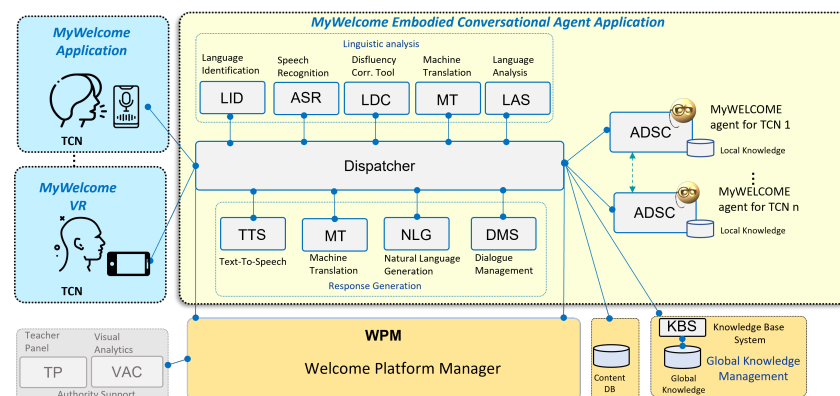 MyWelcome Embodied Conversational Agent Application
MyWelcome
Application
TCN
MyWelcome
VR
TCN
Linguistic analysis
Language
Identification
LID
Speech
Recognition
ASR
Disfluency
Corr. Tool
LDC
Machine
Translation
MT
Language
Analysis
LAS
Dispatcher
TTS
Text-To-Speech
MT
Machine
Translation
NLG
Natural Language
Generation
DMS
Dialogue
Management
Response Generation
ADSC
MyWELCOME
agent for TCN 1
Local Knowledge
ADSC
MyWELCOME
agent for TCN n
Local Knowledge
Teacher
Panel
TP
Visual
Analytics
VAC
Authority Support
WPM
Welcome Platform Manager
Content
DB
KBS
Knowledge Base
System
Global
Knowledge
Global Knowledge
Management